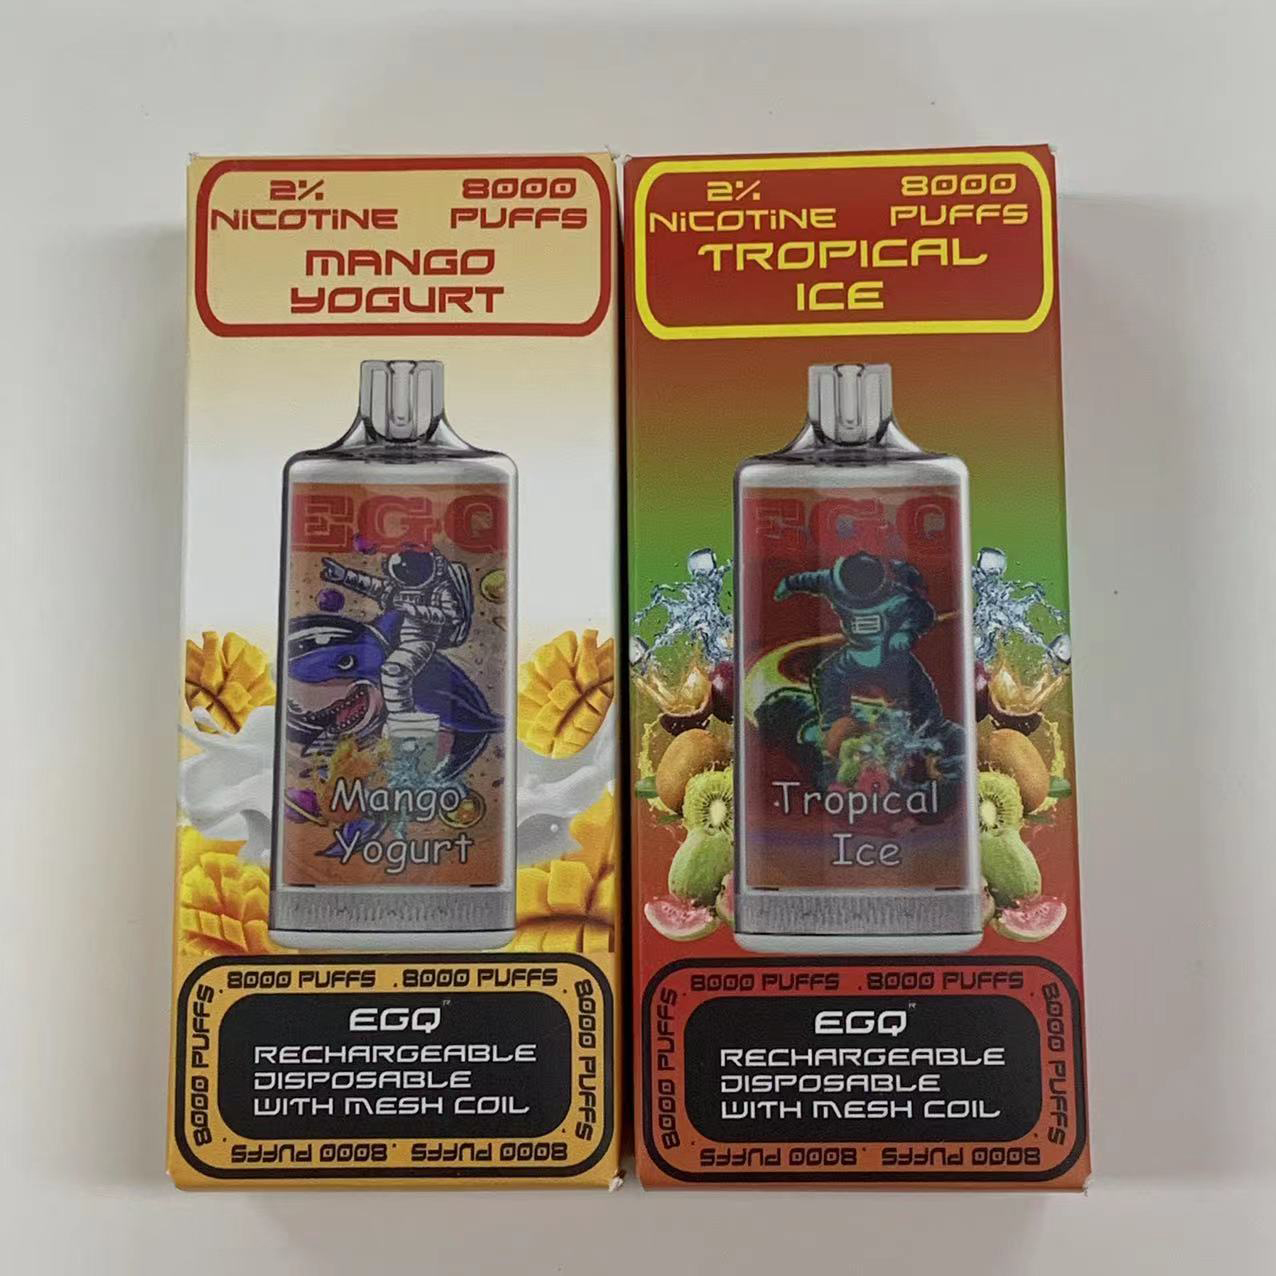 2%
NICOTINE
8000
PUFFS
MANGO
YOGURT
EGQ
Mango
Yogurt
8000 PUFFS . 8000 PUFFS .
8000 PUFFS .
8000 PUFFS . 8000 PUFFS .
8000 PUFFS
EGQ
RECHARGEABLE
DISPOSABLE
WITH MESH COIL
2%
NICOTINE
8000
PUFFS
TROPICAL
ICE
EGQ
Tropical
Ice
8000 PUFFS . 8000 PUFFS .
8000 PUFFS .
8000 PUFFS . 8000 PUFFS .
8000 PUFFS
EGQ
RECHARGEABLE
DISPOSABLE
WITH MESH COIL